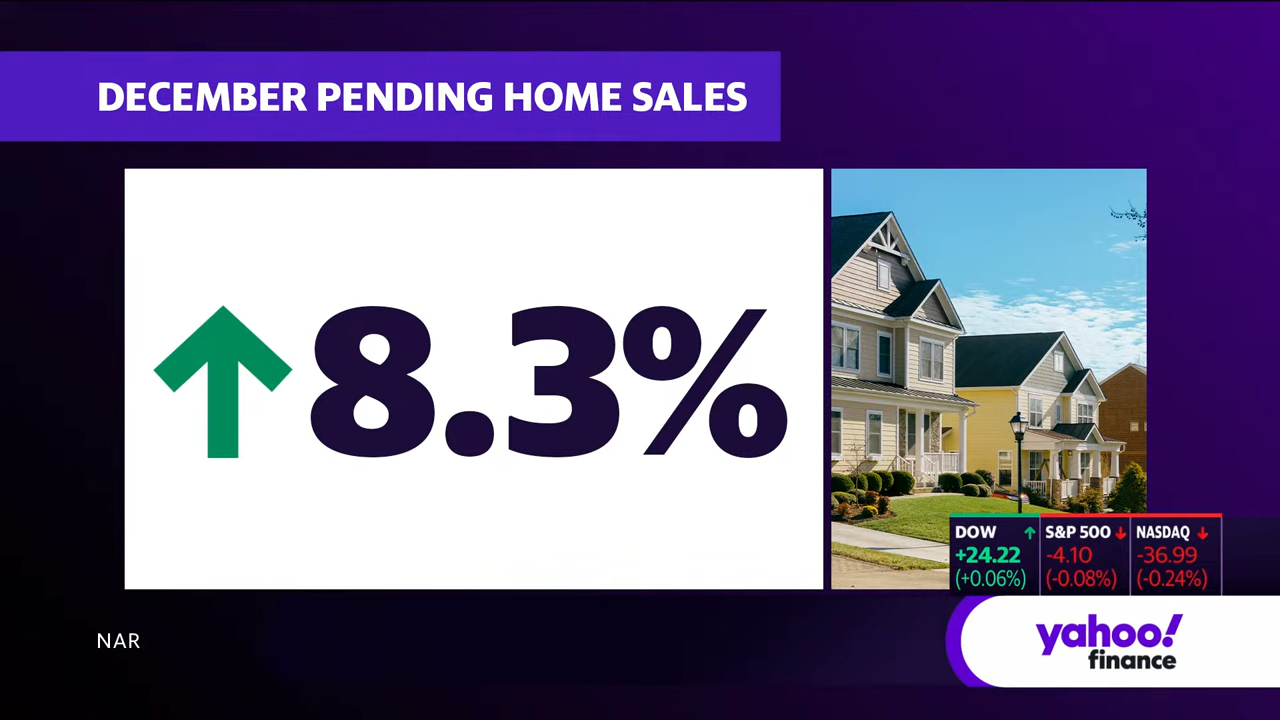 DECEMBER PENDING HOME SALES
↑8.3%
DOW ↑ S&P 500 ↓ NASDAQ ↓
+24.22 -4.10 -36.99
(+0.06%) (-0.08%) (-0.24%)
NAR
yahoo!
finance